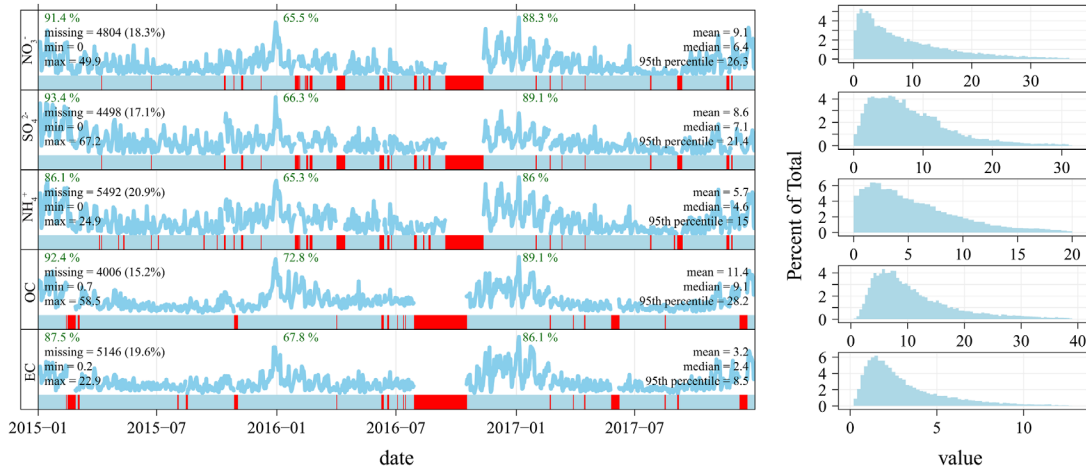 NO₃⁻
91.4 %
65.5 %
88.3 %
missing = 4804 (18.3%)
min = 0
max = 49.9
mean = 9.1
median = 6.4
95th percentile = 26.3
SO₄²⁻
93.4 %
66.3 %
89.1 %
missing = 4498 (17.1%)
min = 0
max = 67.2
mean = 8.6
median = 7.1
95th percentile = 21.4
NH₄⁺
86.1 %
65.3 %
86 %
missing = 5492 (20.9%)
min = 0
max = 24.9
mean = 5.7
median = 4.6
95th percentile = 15
OC
92.4 %
72.8 %
89.1 %
missing = 4006 (15.2%)
min = 0.7
max = 58.5
mean = 11.4
median = 9.1
95th percentile = 28.2
EC
87.5 %
67.8 %
86.1 %
missing = 5146 (19.6%)
min = 0.2
max = 22.9
mean = 3.2
median = 2.4
95th percentile = 8.5
2015−01 2015−07 2016−01 2016−07 2017−01 2017−07
date
Percent of Total
4
2
0
0 10 20 30
4
2
0
0 10 20 30
6
4
2
0
0 5 10 15 20
4
2
0
0 10 20 30 40
6
4
2
0
0 5 10
value